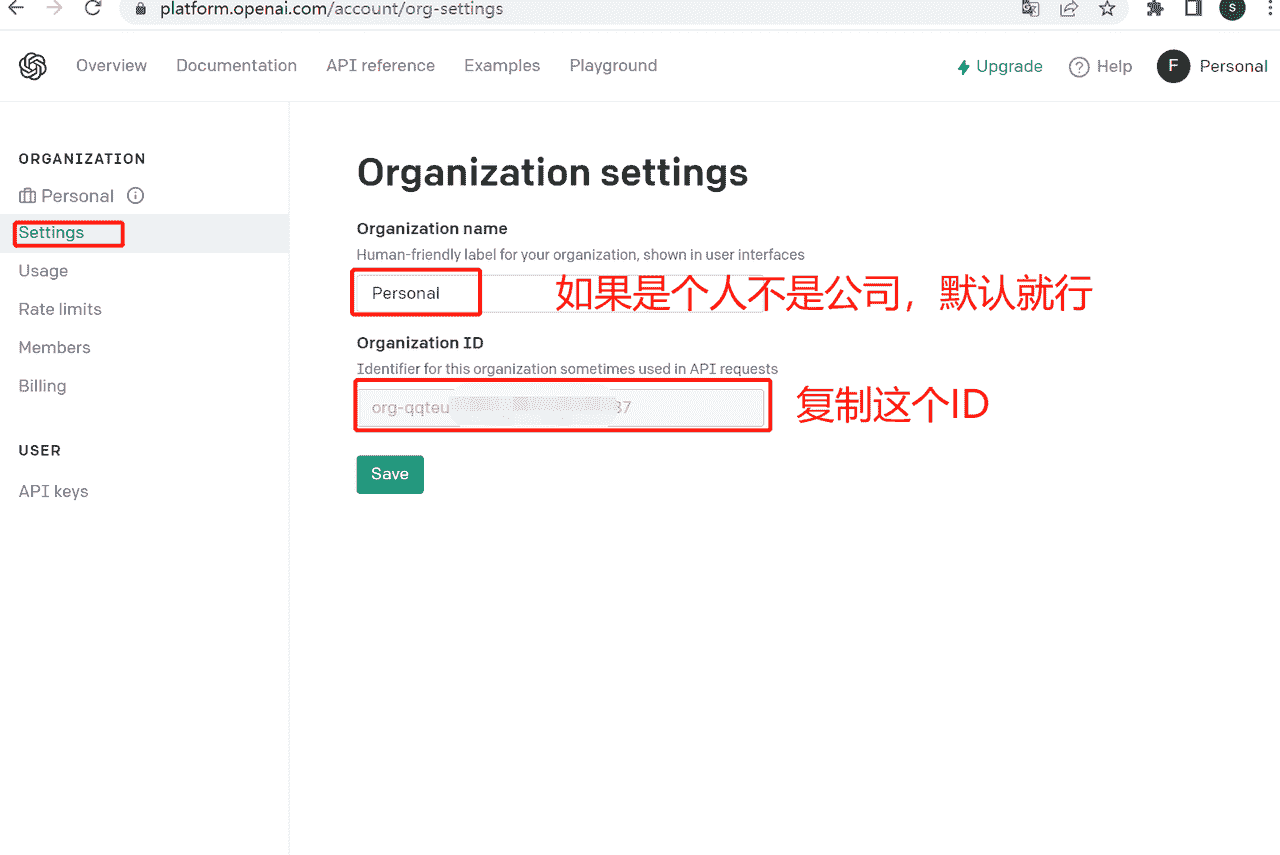 platform.openai.com/account/org-settings
S
Overview Documentation API reference Examples Playground Upgrade Help F Personal
ORGANIZATION
Personal
Settings
Usage
Rate limits
Members
Billing
USER
API keys
Organization settings
Organization name
Human-friendly label for your organization, shown in user interfaces
Personal 如果是个人不是公司，默认就行
Organization ID
Identifier for this organization sometimes used in API requests
org-qqteu 37 复制这个ID
Save